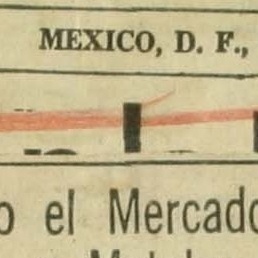 MEXICO, D. F.,
o el Mercado